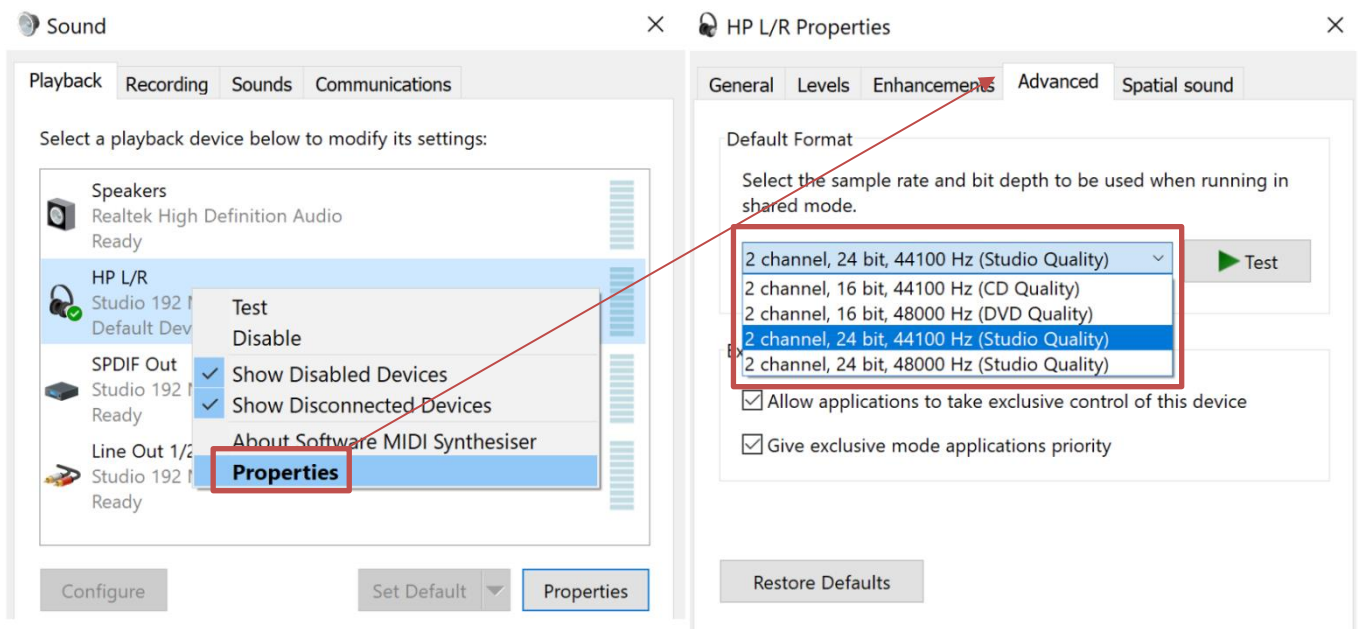 Sound
Playback Recording Sounds Communications
Select a playback device below to modify its settings:
Speakers
Realtek High Definition Audio
Ready
HP L/R
Studio 192
Default Dev
SPDIF Out
Studio 192
Ready
Line Out 1/2
Studio 192
Ready
Test
Disable
Show Disabled Devices
Show Disconnected Devices
About Software MIDI Synthesiser
Properties
Configure Set Default Properties
HP L/R Properties
General Levels Enhancements Advanced Spatial sound
Default Format
Select the sample rate and bit depth to be used when running in
shared mode.
2 channel, 24 bit, 44100 Hz (Studio Quality) Test
2 channel, 16 bit, 44100 Hz (CD Quality)
2 channel, 16 bit, 48000 Hz (DVD Quality)
2 channel, 24 bit, 44100 Hz (Studio Quality)
2 channel, 24 bit, 48000 Hz (Studio Quality)
Allow applications to take exclusive control of this device
Give exclusive mode applications priority
Restore Defaults